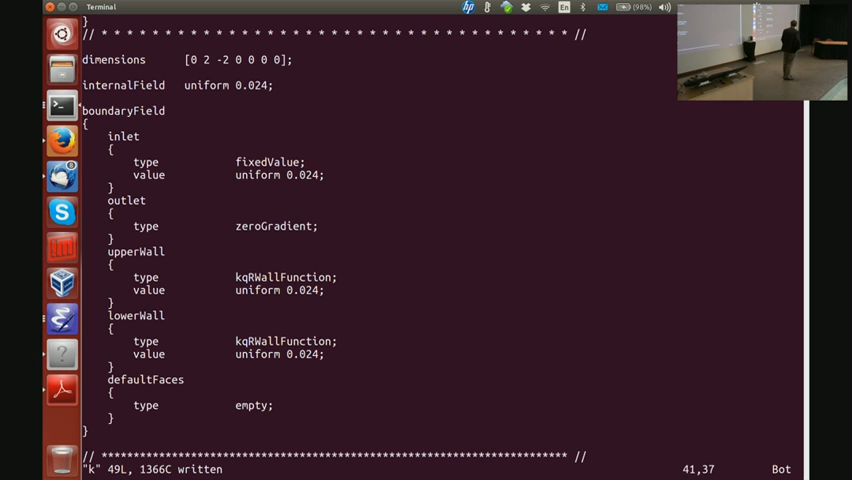 Terminal
En
(98%)
}
// * * * * * * * * * * * * * * * * * * * * * * * * * * * * * * * * * * * * * //
dimensions [0 2 -2 0 0 0 0];
internalField uniform 0.024;
boundaryField
{
inlet
{
type fixedValue;
value uniform 0.024;
}
outlet
{
type zeroGradient;
}
upperWall
{
type kqRWallFunction;
value uniform 0.024;
}
lowerWall
{
type kqRWallFunction;
value uniform 0.024;
}
defaultFaces
{
type empty;
}
}
// ************************************************************************* //
"k" 49L, 1366C written 41,37 Bot